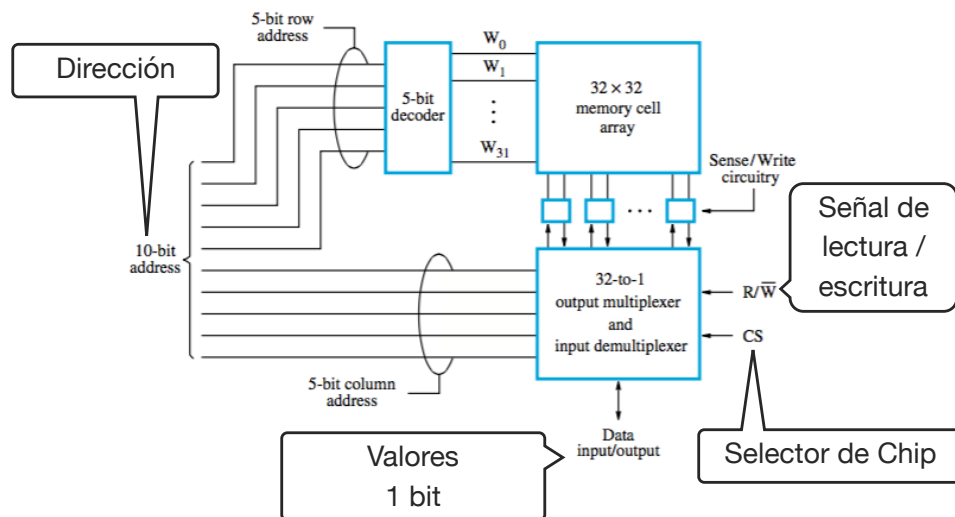 5-bit row
address
Dirección
5-bit
decoder
W0
W1
W31
32 × 32
memory cell
array
Sense/Write
circuitry
Señal de
lectura /
escritura
10-bit
address
32-to-1
output multiplexer
and
input demultiplexer
R/W̅
CS
5-bit column
address
Data
input/output
Valores
1 bit
Selector de Chip